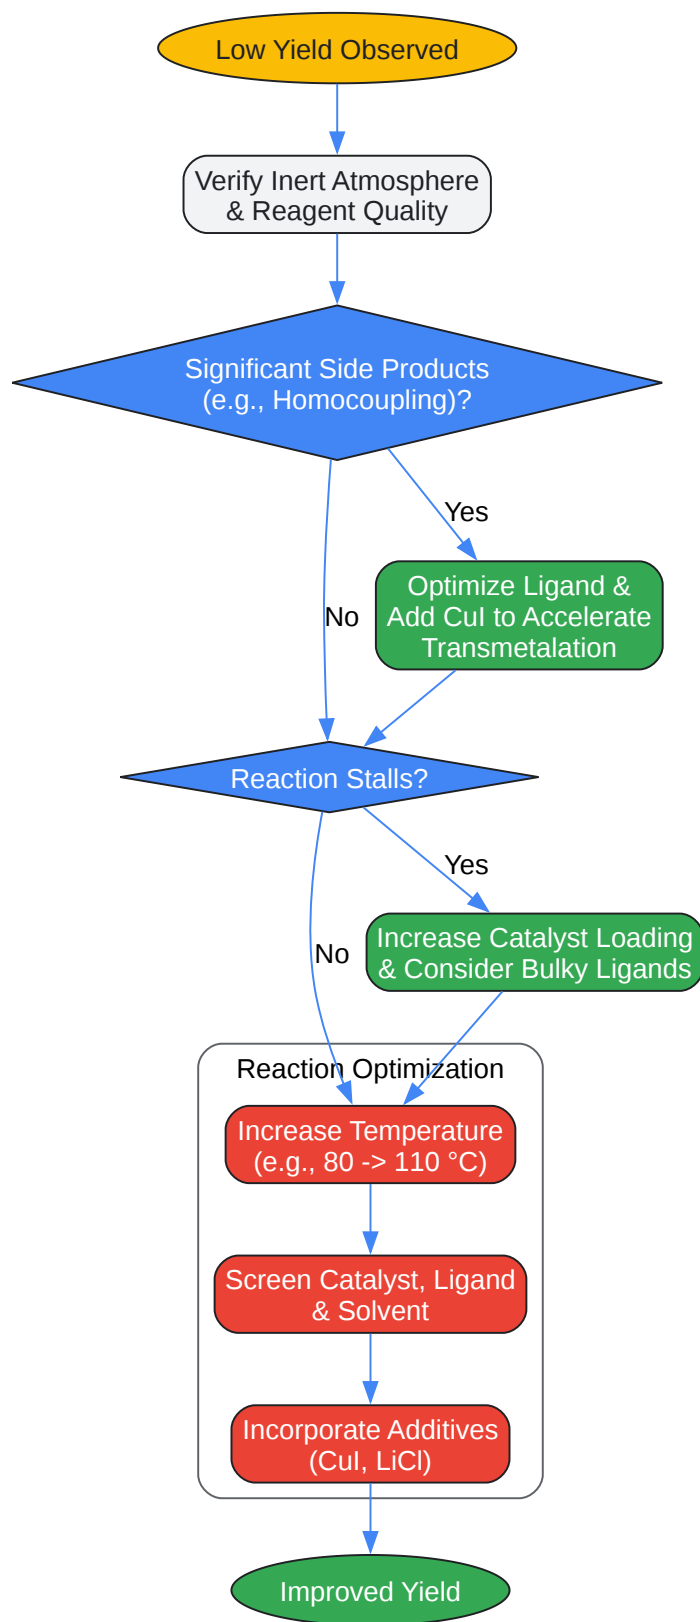 Low Yield Observed
Verify Inert Atmosphere
& Reagent Quality
Significant Side Products
(e.g., Homocoupling)?
Yes
Optimize Ligand &
Add CuI to Accelerate
Transmetalation
No
Reaction Stalls?
Yes
Increase Catalyst Loading
& Consider Bulky Ligands
No
Reaction Optimization
Increase Temperature
(e.g., 80 -> 110 °C)
Screen Catalyst, Ligand
& Solvent
Incorporate Additives
(CuI, LiCl)
Improved Yield